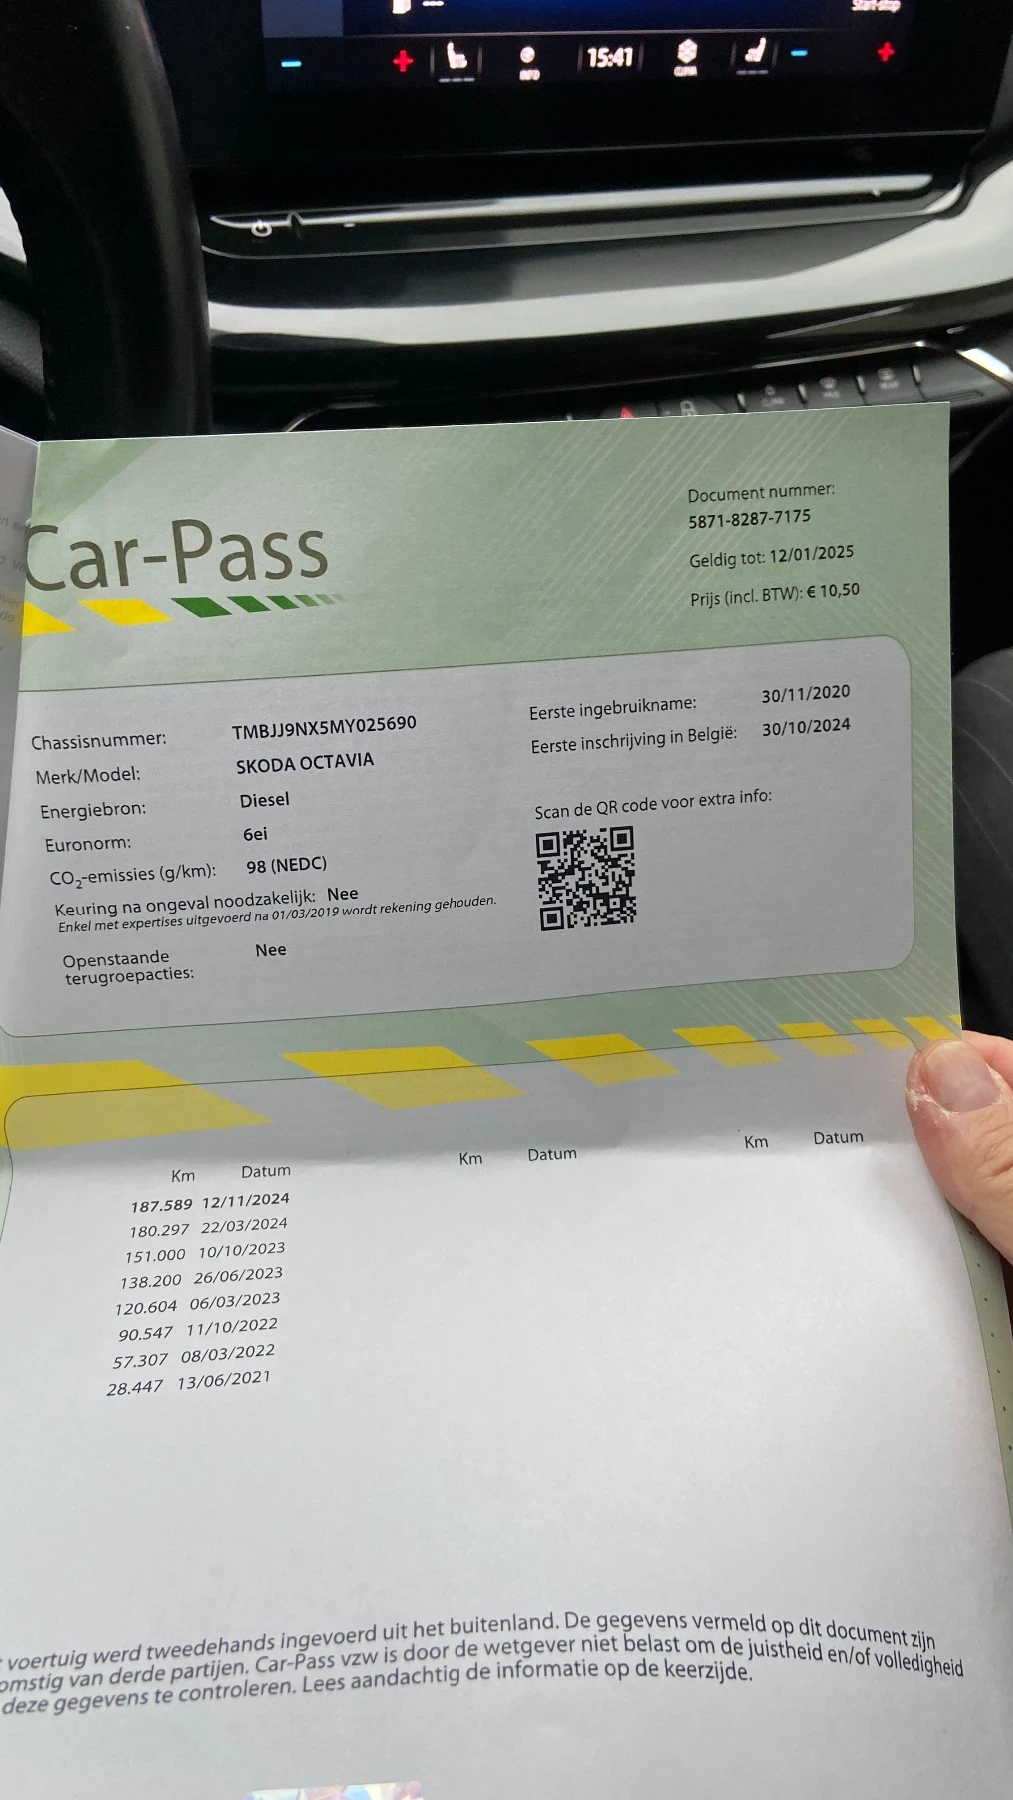 Start-stop
INFO
15:41
CLIMA
Car-Pass
Document nummer:
5871-8287-7175
Geldig tot: 12/01/2025
Prijs (incl. BTW): € 10,50
Chassisnummer: TMBJJ9NX5MY025690
Merk/Model: SKODA OCTAVIA
Energiebron: Diesel
Euronorm: 6ei
CO₂-emissies (g/km): 98 (NEDC)
Keuring na ongeval noodzakelijk: Nee
Enkel met expertises uitgevoerd na 01/03/2019 wordt rekening gehouden.
Openstaande
terugroepacties: Nee
Eerste ingebruikname: 30/11/2020
Eerste inschrijving in België: 30/10/2024
Scan de QR code voor extra info:
Km Datum Km Datum Km Datum
187.589 12/11/2024
180.297 22/03/2024
151.000 10/10/2023
138.200 26/06/2023
120.604 06/03/2023
90.547 11/10/2022
57.307 08/03/2022
28.447 13/06/2021
voertuig werd tweedehands ingevoerd uit het buitenland. De gegevens vermeld op dit document zijn
omstig van derde partijen. Car-Pass vzw is door de wetgever niet belast om de juistheid en/of volledigheid
deze gegevens te controleren. Lees aandachtig de informatie op de keerzijde.